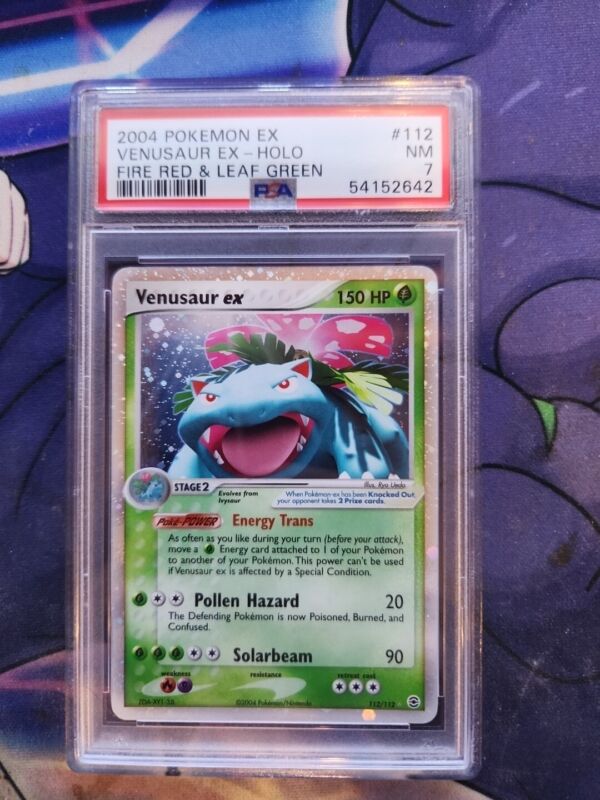 2004 POKEMON EX #112
VENUSAUR EX - HOLO NM
FIRE RED & LEAF GREEN 7
PSA 54152642
Venusaur ex 150 HP
STAGE 2
Evolves from
Ivysaur
Illus. Ryo Ueda
When Pokémon-ex has been Knocked Out,
your opponent takes 2 Prize cards.
Poké-POWER Energy Trans
As often as you like during your turn (before your attack),
move a Energy card attached to 1 of your Pokémon
to another of your Pokémon. This power can't be used
if Venusaur ex is affected by a Special Condition.
Pollen Hazard 20
The Defending Pokémon is now Poisoned, Burned, and
Confused.
Solarbeam 90
weakness resistance retreat cost
©2004 Pokémon/Nintendo 112/112